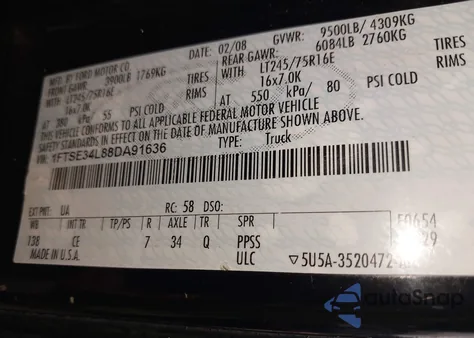 MFD. BY FORD MOTOR CO.
DATE: 02/08 GVWR: 9500LB/ 4309KG
FRONT GAWR: 3900LB 1769KG
REAR GAWR: 6084LB 2760KG
WITH LT245/75R16E TIRES
WITH LT245/75R16E TIRES
16x7.0K RIMS
16x7.0K RIMS
AT 380 kPa/ 55 PSI COLD
AT 550 kPa/ 80 PSI COLD
THIS VEHICLE CONFORMS TO ALL APPLICABLE FEDERAL MOTOR VEHICLE
SAFETY STANDARDS IN EFFECT ON THE DATE OF MANUFACTURE SHOWN ABOVE.
VIN: 1FTSE34L88DA91636
TYPE: Truck
EXT PNT: UA RC: 58 DSO:
WB INT TR TP/PS R AXLE TR SPR
138 CE 7 34 Q PPSS
MADE IN U.S.A. ULC ▽5U5A-3520472
autoSnap